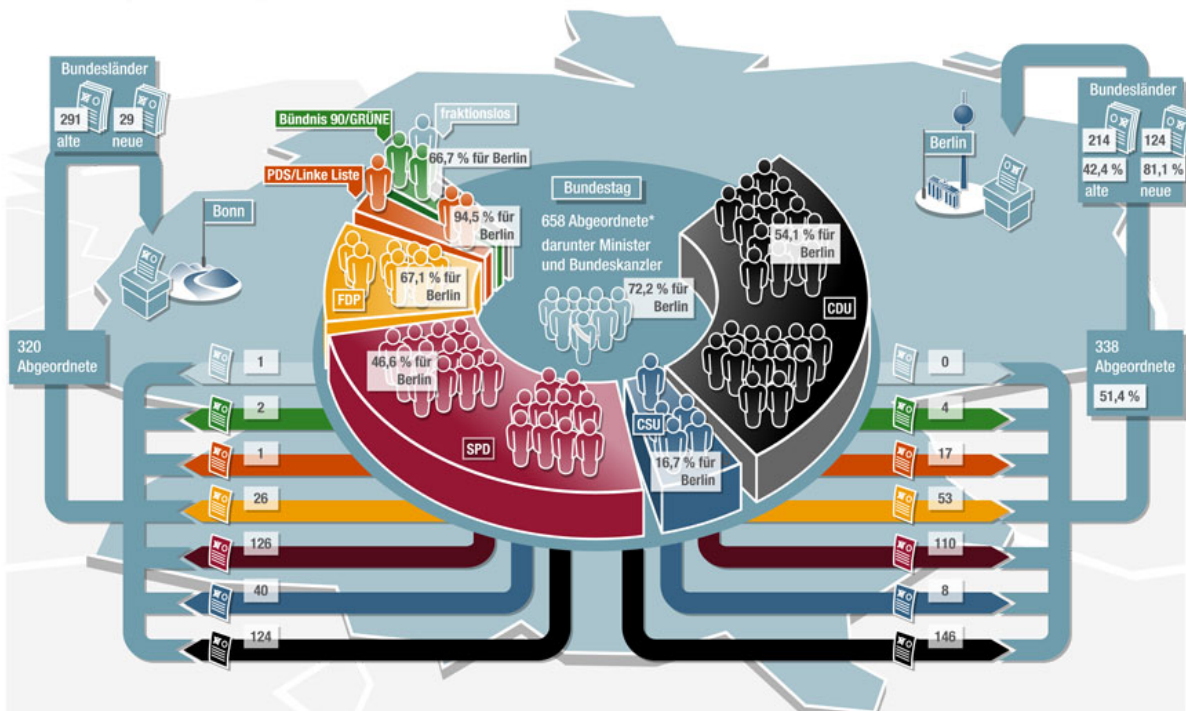 Bundesländer
291
29
alte
neue
Bonn
320
Abgeordnete
Bündnis 90/GRÜNE
fraktionslos
66,7 % für Berlin
PDS/Linke Liste
94,5 % für
Berlin
67,1 % für
Berlin
FDP
46,6 % für
Berlin
SPD
Bundestag
658 Abgeordnete*
darunter Minister
und Bundeskanzler
72,2 % für
Berlin
54,1 % für
Berlin
CDU
CSU
16,7 % für
Berlin
Berlin
Bundesländer
214
124
42,4 %
81,1 %
alte
neue
338
Abgeordnete
51,4 %
1
0
2
4
1
17
26
53
126
110
40
8
124
146